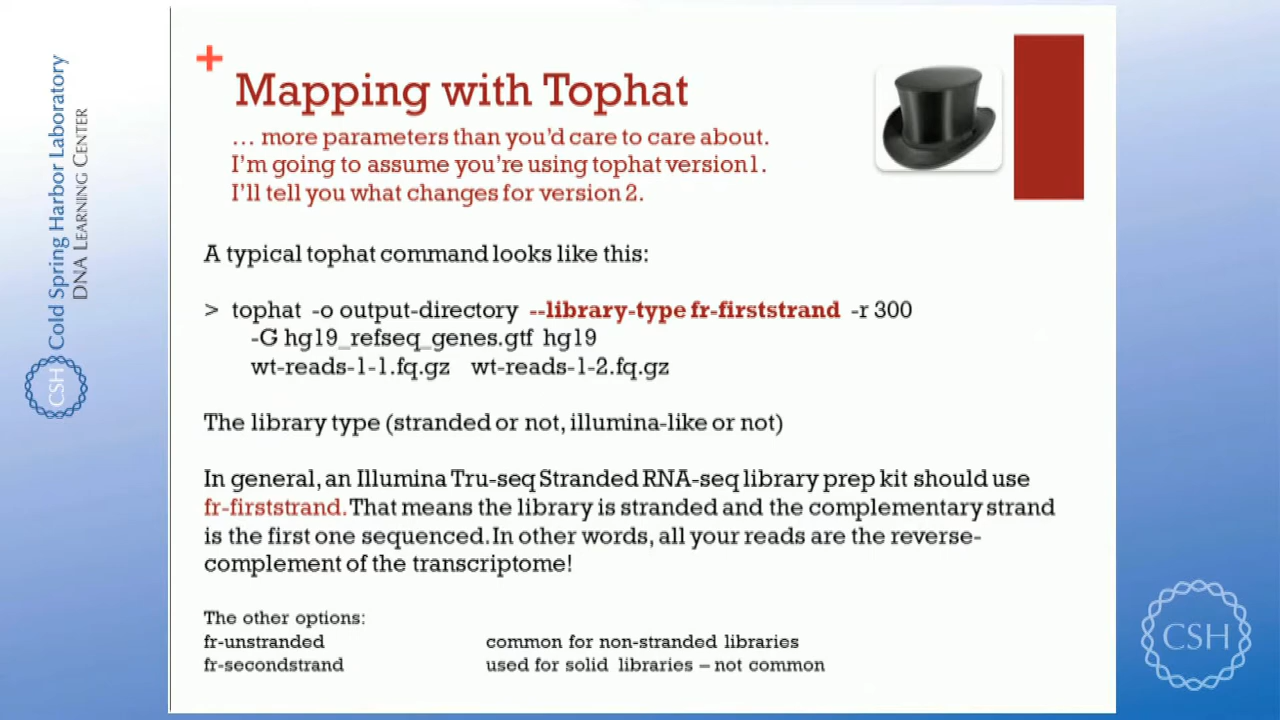 Cold Spring Harbor Laboratory
DNA LEARNING CENTER
CSH
+
Mapping with Tophat
… more parameters than you'd care to care about.
I'm going to assume you're using tophat version 1.
I'll tell you what changes for version 2.
A typical tophat command looks like this:
> tophat -o output-directory --library-type fr-firststrand -r 300
-G hg19_refseq_genes.gtf hg19
wt-reads-1-1.fq.gz wt-reads-1-2.fq.gz
The library type (stranded or not, illumina-like or not)
In general, an Illumina Tru-seq Stranded RNA-seq library prep kit should use
fr-firststrand. That means the library is stranded and the complementary strand
is the first one sequenced. In other words, all your reads are the reverse-
complement of the transcriptome!
The other options:
fr-unstranded common for non-stranded libraries
fr-secondstrand used for solid libraries – not common
CSH